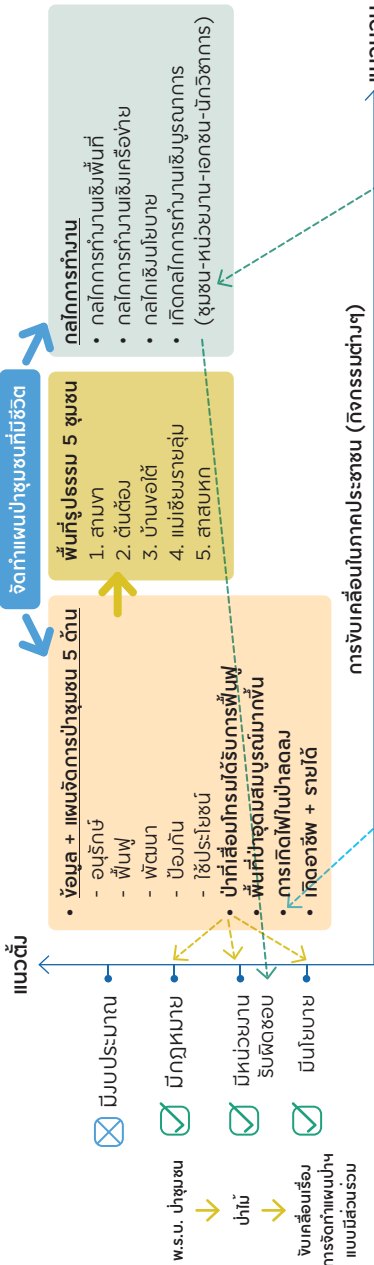 จัดทำแผนป่าชุมชนที่มีชีวิต
แนวตั้ง
• ข้อมูล + แผนจัดการป่าชุมชน 5 ด้าน
- อนุรักษ์
- ฟื้นฟู
- พัฒนา
- ป้องกัน
- ใช้ประโยชน์
• ป่าที่เสื่อมโทรมได้รับการฟื้นฟู
• พื้นที่ป่าอุดมสมบูรณ์มากขึ้น
• การเกิดไฟในป่าลดลง
• เกิดอาชีพ + รายได้
พื้นที่รูปธรรม 5 ชุมชน
1. สามขา
2. ต้นต้อง
3. บ้านขอใต้
4. แม่เชียงรายลุ่ม
5. สาสบหก
กลไกการทำงาน
• กลไกการทำงานเชิงพื้นที่
• กลไกการทำงานเชิงเครือข่าย
• กลไกเชิงนโยบาย
• เกิดกลไกการทำงานเชิงบูรณาการ
(ชุมชน-หน่วยงาน-เอกชน-นักวิชาการ)
มีงบประมาณ
มีกฎหมาย
มีหน่วยงาน
รับผิดชอบ
มีนโยบาย
พ.ร.บ. ป่าชุมชน
ป่าไม้
ขับเคลื่อนเรื่อง
การจัดทำแผนป่าฯ
แบบมีส่วนร่วม
การขับเคลื่อนในภาคประชาชน (กิจกรรมต่างๆ)